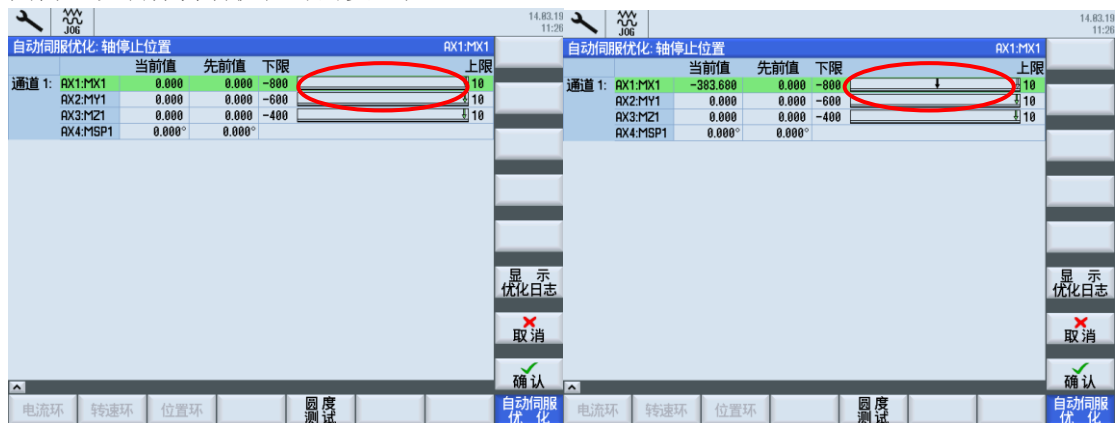 JOG
14.03.19
11:26
自动伺服优化: 轴停止位置 AX1:MX1
当前值 先前值 下限 上限
通道 1: AX1:MX1 0.000 0.000 -800 10
AX2:MY1 0.000 0.000 -600 10
AX3:MZ1 0.000 0.000 -400 10
AX4:MSP1 0.000° 0.000°
显 示
优化日志
取消
确认
电流环 转速环 位置环 圆度测试 自动伺服优 化
JOG
14.03.19
11:26
自动伺服优化: 轴停止位置 AX1:MX1
当前值 先前值 下限 上限
通道 1: AX1:MX1 -383.680 0.000 -800 10
AX2:MY1 0.000 0.000 -600 10
AX3:MZ1 0.000 0.000 -400 10
AX4:MSP1 0.000° 0.000°
显 示
优化日志
取消
确认
电流环 转速环 位置环 圆度测试 自动伺服优 化